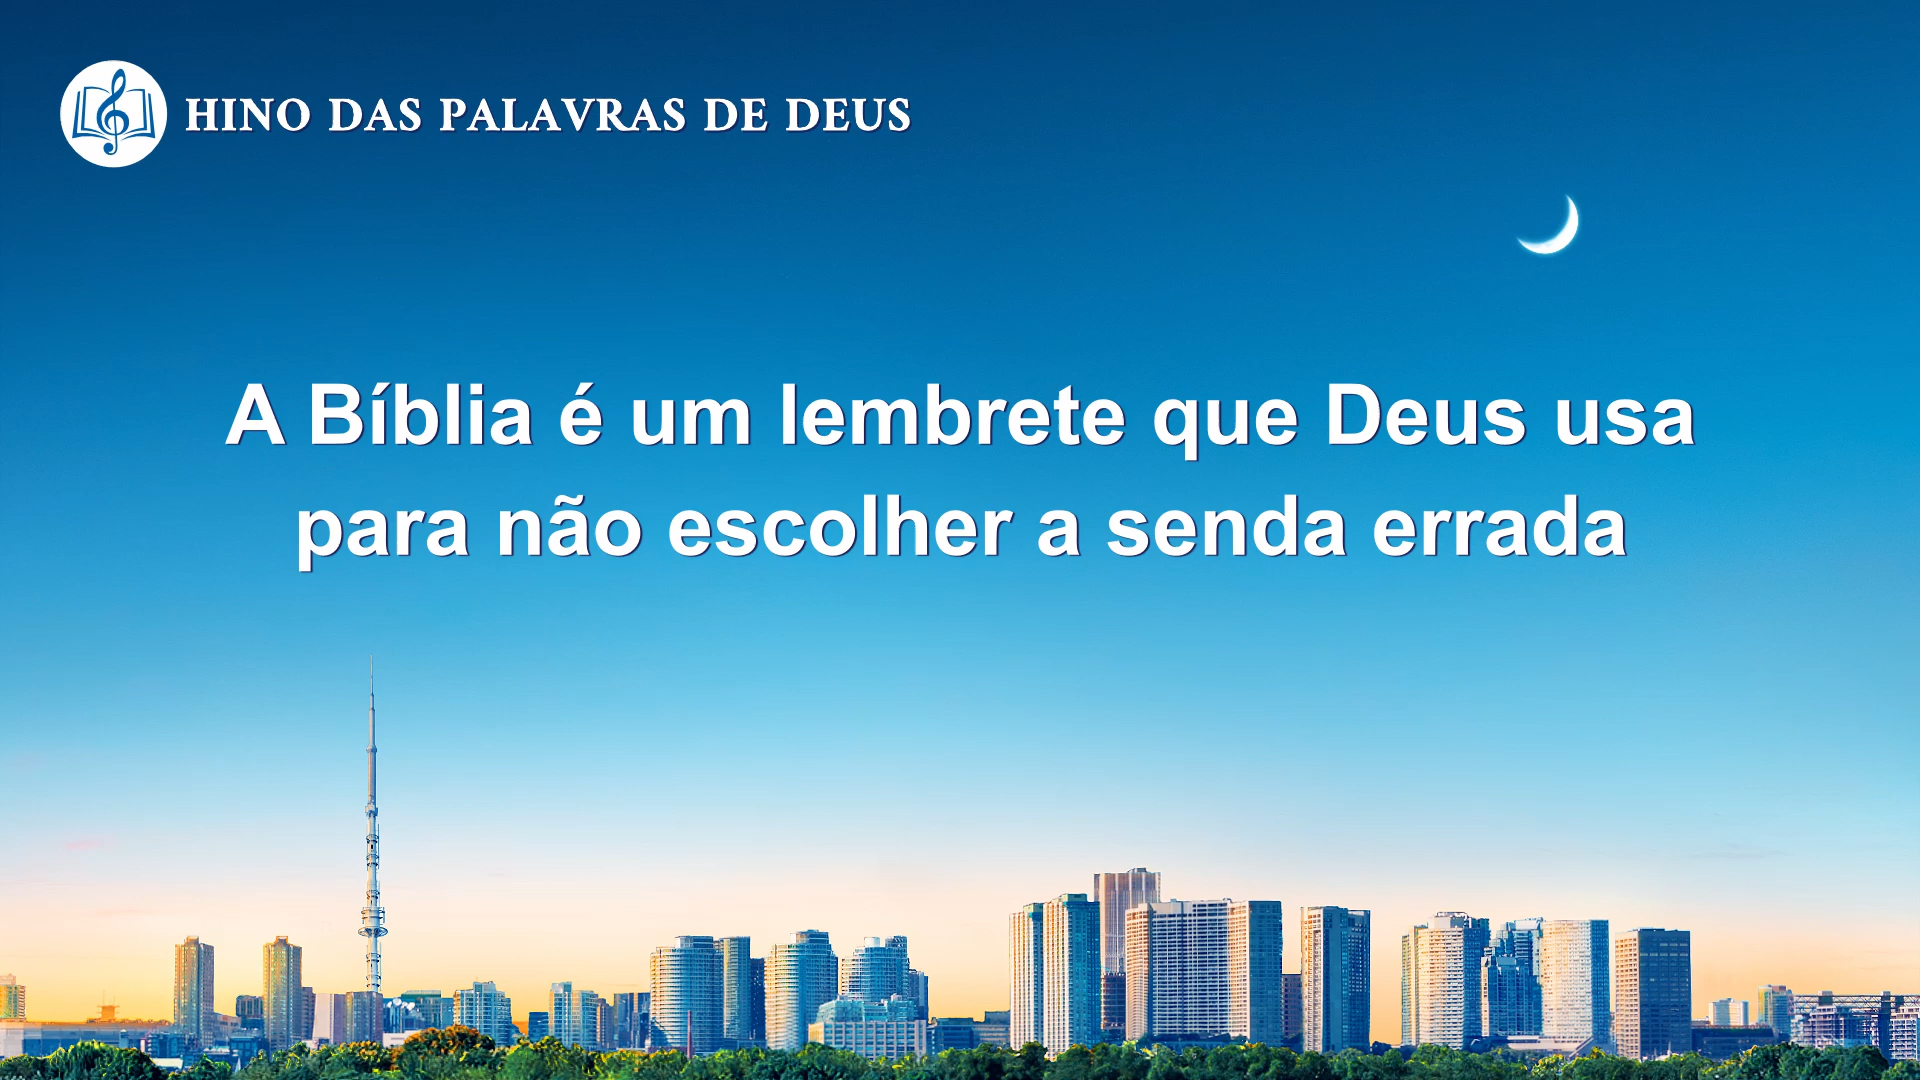 HINO DAS PALAVRAS DE DEUS
A Bíblia é um lembrete que Deus usa
para não escolher a senda errada